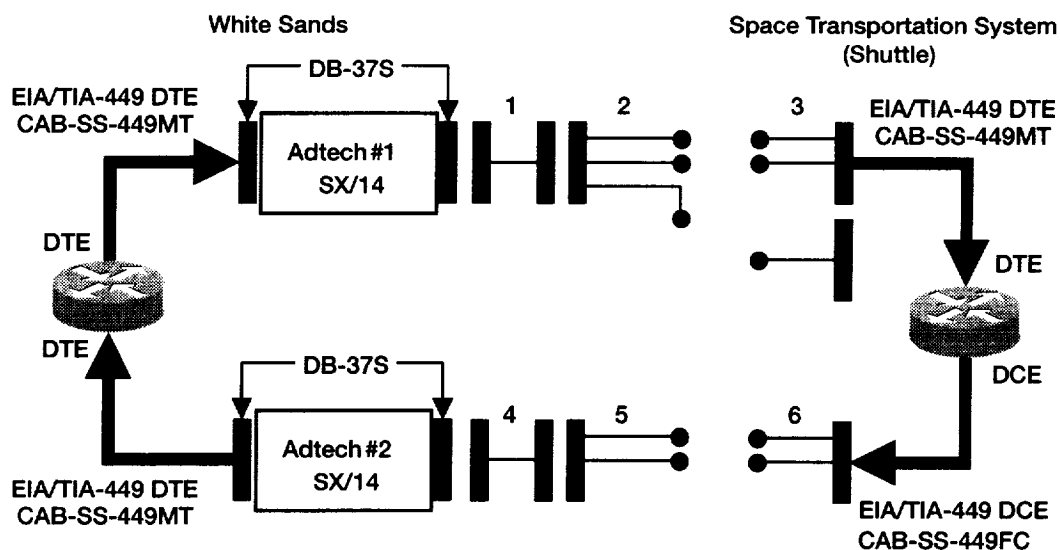 White Sands
Space Transportation System
(Shuttle)
DB-37S
EIA/TIA-449 DTE
CAB-SS-449MT
1
2
3
EIA/TIA-449 DTE
CAB-SS-449MT
Adtech #1
SX/14
DTE
DTE
DTE
DCE
DB-37S
4
5
6
Adtech #2
SX/14
EIA/TIA-449 DTE
CAB-SS-449MT
EIA/TIA-449 DCE
CAB-SS-449FC